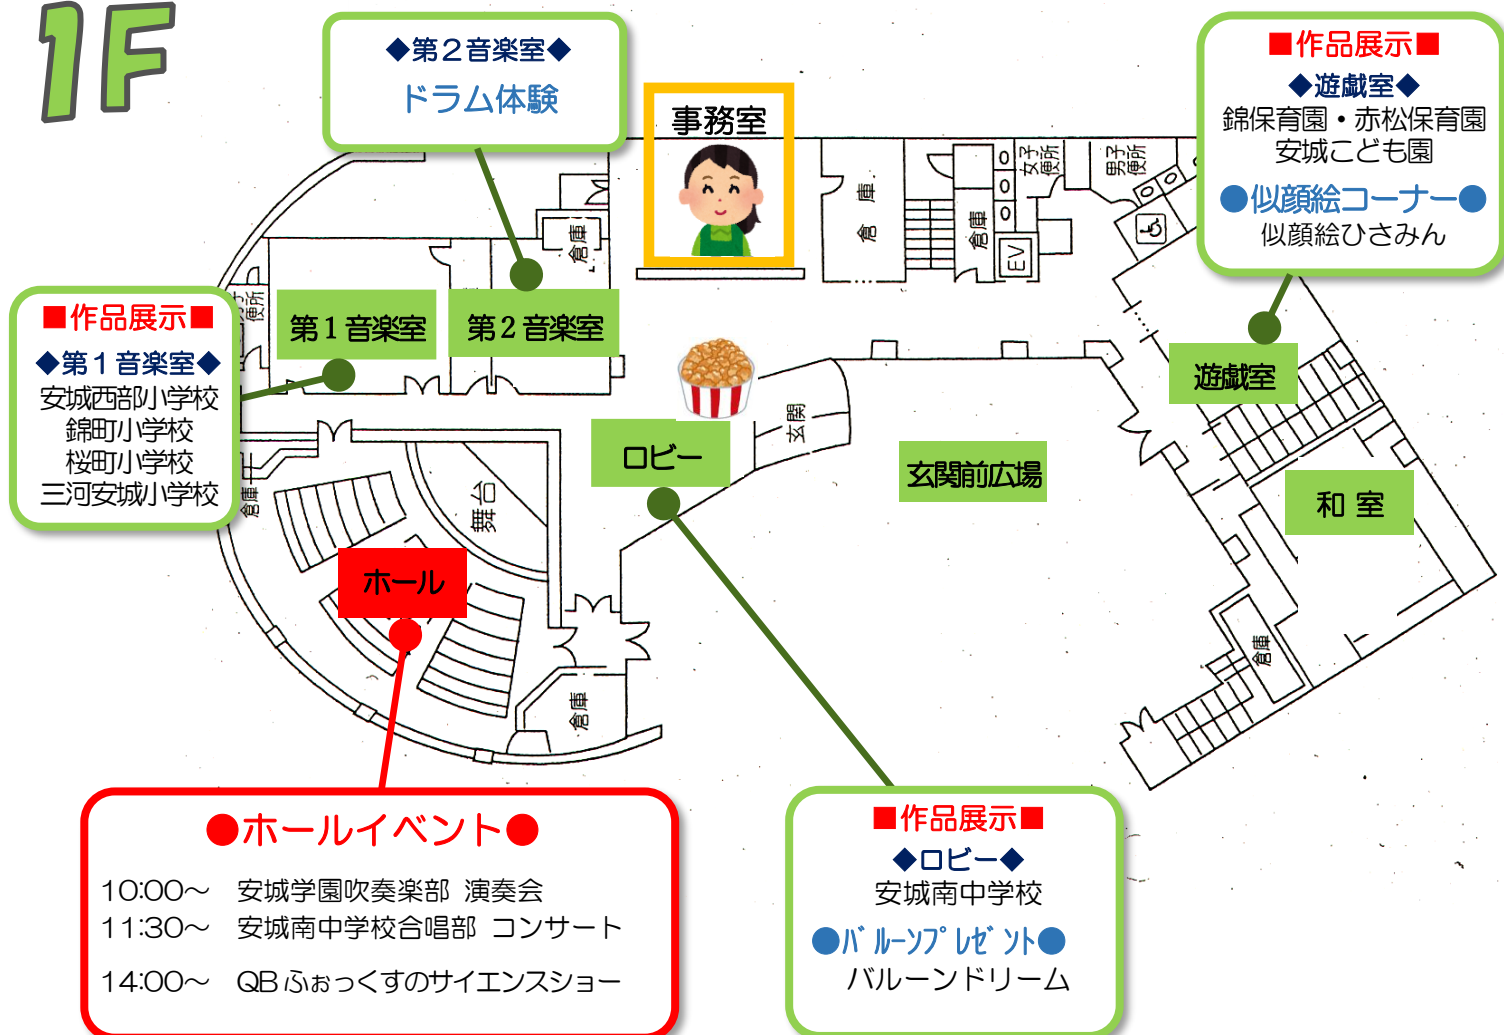 1F
◆第２音楽室◆
ドラム体験
事務室
■作品展示■
◆遊戯室◆
錦保育園・赤松保育園
安城こども園
●似顔絵コーナー●
似顔絵ひさみん
倉庫
倉庫
倉庫
女子便所
男子便所
EV
■作品展示■
◆第１音楽室◆
安城西部小学校
錦町小学校
桜町小学校
三河安城小学校
便所
第１音楽室
第２音楽室
遊戯室
玄関
ロビー
玄関前広場
和 室
倉庫
舞台
ホール
倉庫
倉庫
●ホールイベント●
10:00～ 安城学園吹奏楽部 演奏会
11:30～ 安城南中学校合唱部 コンサート
14:00～ QBふぉっくすのサイエンスショー
■作品展示■
◆ロビー◆
安城南中学校
●ﾊﾞﾙｰﾝﾌﾟﾚｾﾞﾝﾄ●
バルーンドリーム